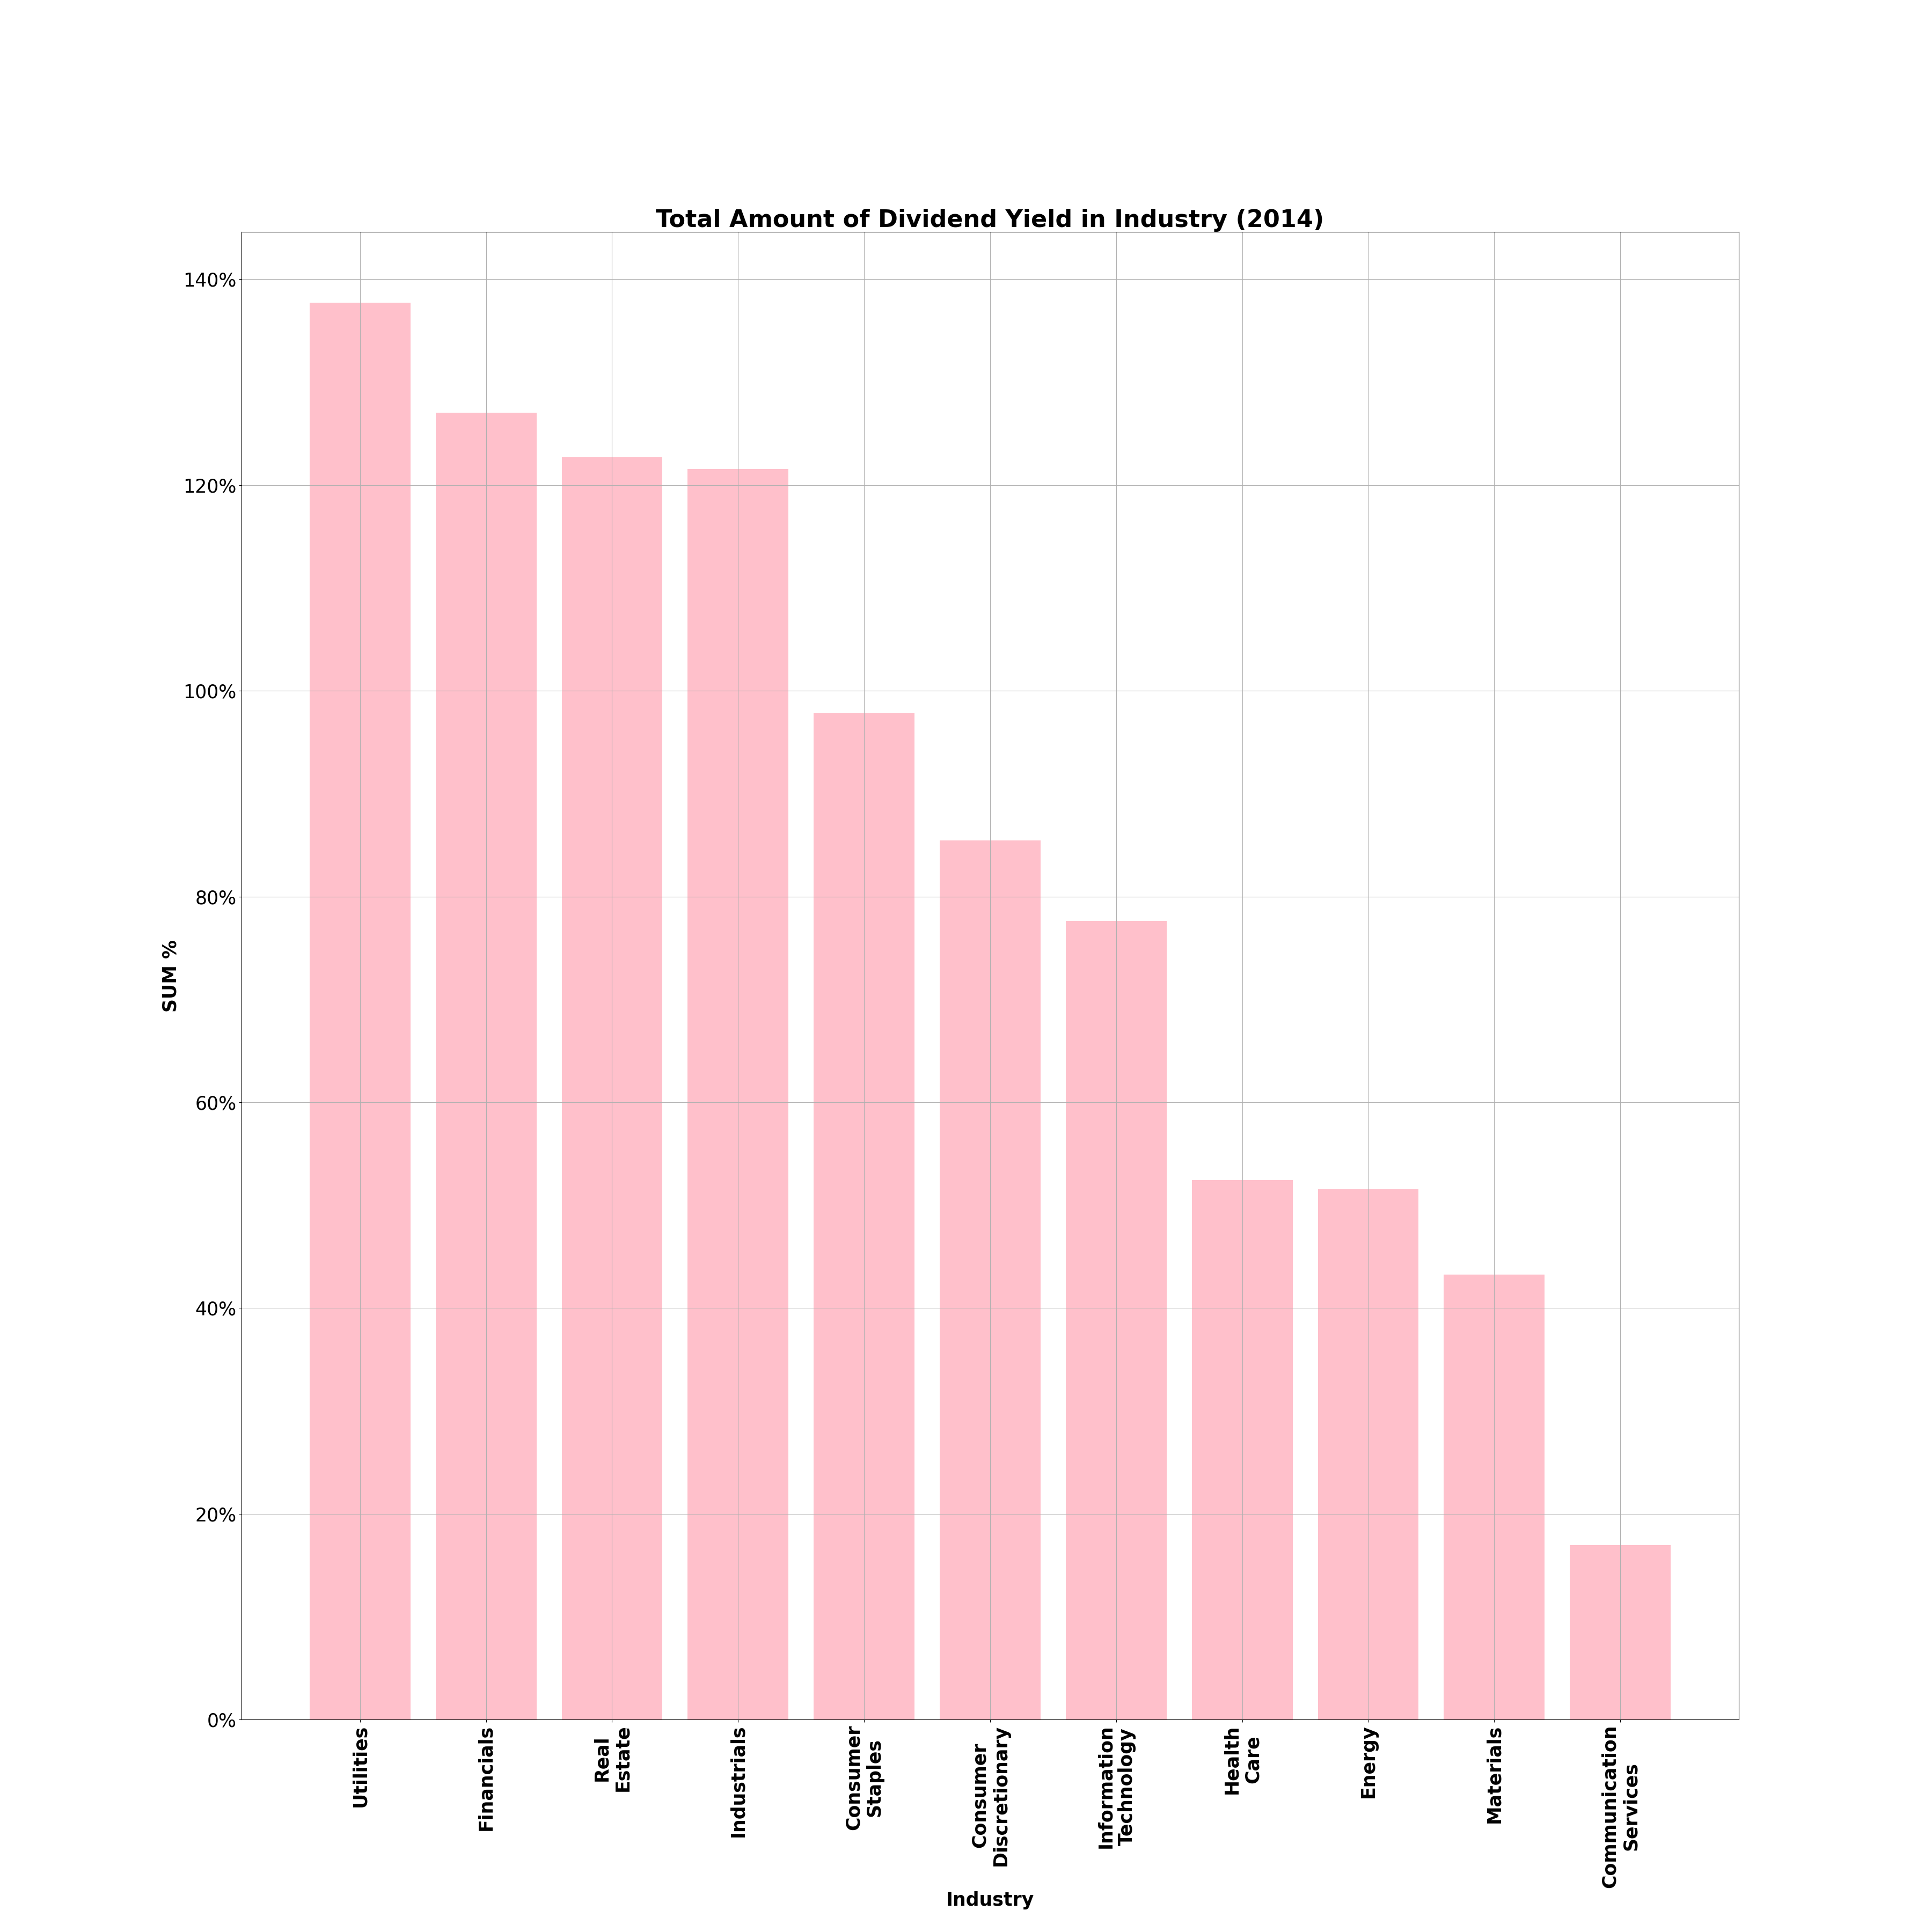 Total Amount of Dividend Yield in Industry (2014)
140%
120%
100%
80%
60%
40%
20%
0%
SUM %
Utilities
Financials
Real
Estate
Industrials
Consumer
Staples
Consumer
Discretionary
Information
Technology
Health
Care
Energy
Materials
Communication
Services
Industry